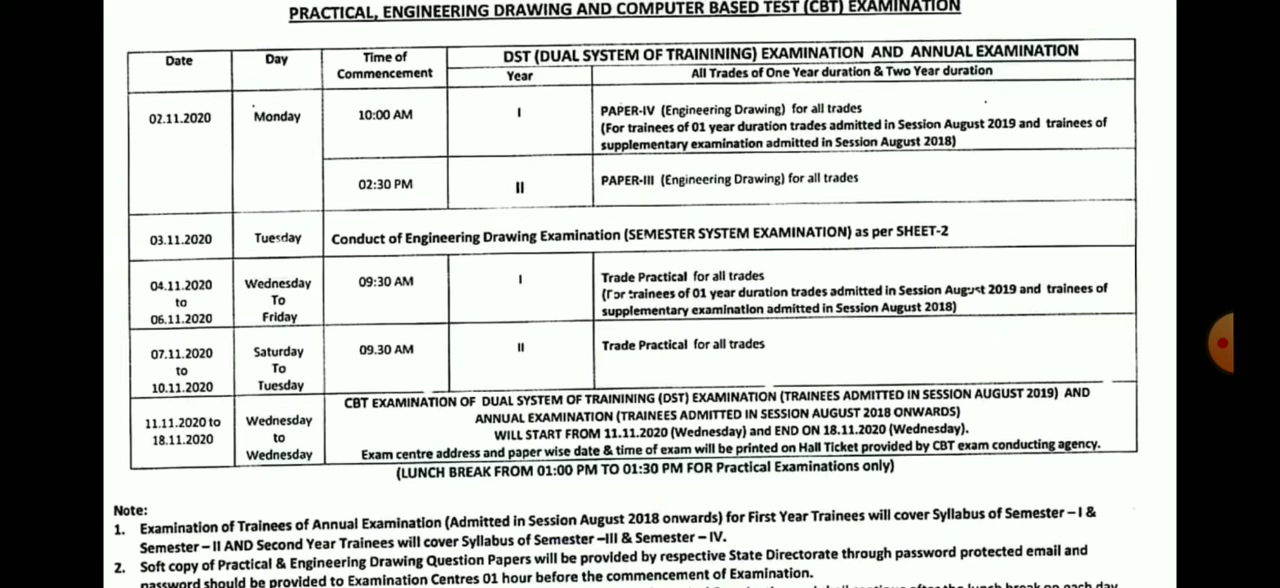 PRACTICAL, ENGINEERING DRAWING AND COMPUTER BASED TEST (CBT) EXAMINATION
Date
Day
Time of
Commencement
DST (DUAL SYSTEM OF TRAININING) EXAMINATION AND ANNUAL EXAMINATION
Year
All Trades of One Year duration & Two Year duration
02.11.2020
Monday
10:00 AM
I
PAPER-IV (Engineering Drawing) for all trades
(For trainees of 01 year duration trades admitted in Session August 2019 and trainees of
supplementary examination admitted in Session August 2018)
02:30 PM
II
PAPER-III (Engineering Drawing) for all trades
03.11.2020
Tuesday
Conduct of Engineering Drawing Examination (SEMESTER SYSTEM EXAMINATION) as per SHEET-2
04.11.2020
to
06.11.2020
Wednesday
To
Friday
09:30 AM
I
Trade Practical for all trades
(For trainees of 01 year duration trades admitted in Session August 2019 and trainees of
supplementary examination admitted in Session August 2018)
07.11.2020
to
10.11.2020
Saturday
To
Tuesday
09.30 AM
II
Trade Practical for all trades
11.11.2020 to
18.11.2020
Wednesday
to
Wednesday
CBT EXAMINATION OF DUAL SYSTEM OF TRAININING (DST) EXAMINATION (TRAINEES ADMITTED IN SESSION AUGUST 2019) AND
ANNUAL EXAMINATION (TRAINEES ADMITTED IN SESSION AUGUST 2018 ONWARDS)
WILL START FROM 11.11.2020 (Wednesday) and END ON 18.11.2020 (Wednesday).
Exam centre address and paper wise date & time of exam will be printed on Hall Ticket provided by CBT exam conducting agency.
(LUNCH BREAK FROM 01:00 PM TO 01:30 PM FOR Practical Examinations only)
Note:
1. Examination of Trainees of Annual Examination (Admitted in Session August 2018 onwards) for First Year Trainees will cover Syllabus of Semester – I &
Semester – II AND Second Year Trainees will cover Syllabus of Semester –III & Semester – IV.
2. Soft copy of Practical & Engineering Drawing Question Papers will be provided by respective State Directorate through password protected email and
password should be provided to Examination Centres 01 hour before the commencement of Examination.